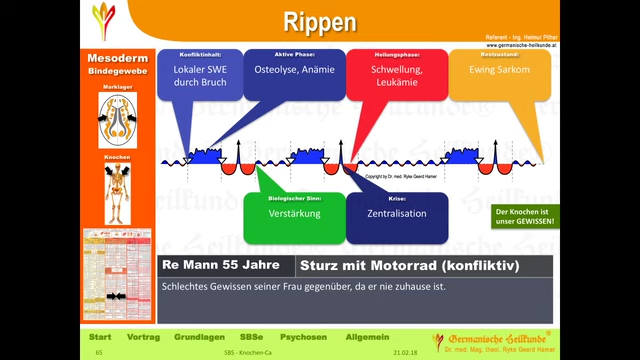 Rippen
Referent - Ing. Helmut Pilhar
www.germanische-heilkunde.at
Mesoderm
Bindegewebe
Marklager
Knochen
Konfliktinhalt:
Lokaler SWE
durch Bruch
Aktive Phase:
Osteolyse, Anämie
Heilungsphase:
Schwellung,
Leukämie
Restzustand:
Ewing Sarkom
Copyright by Dr. med. Ryke Geerd Hamer
Biologischer Sinn:
Verstärkung
Krise:
Zentralisation
Der Knochen ist
unser GEWISSEN!
Re Mann 55 Jahre
Sturz mit Motorrad (konfliktiv)
Schlechtes Gewissen seiner Frau gegenüber, da er nie zuhause ist.
Start Vortrag Grundlagen SBSe Psychosen Allgemein
Germanische Heilkunde®
Dr. med. Mag. theol. Ryke Geerd Hamer
65 SBS - Knochen-Ca 21.02.18